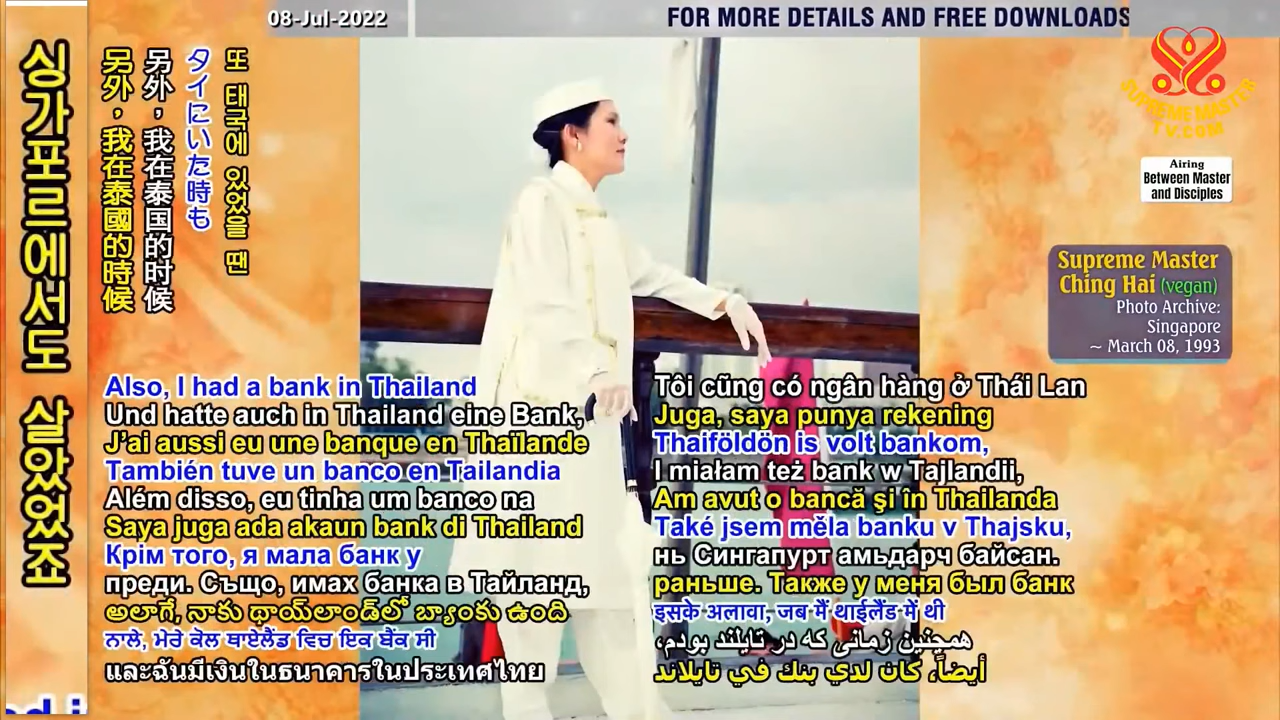 08-Jul-2022
FOR MORE DETAILS AND FREE DOWNLOADS
SUPREME MASTER
TV.COM
Airing
Between Master
and Disciples
Supreme Master
Ching Hai (vegan)
Photo Archive:
Singapore
~ March 08, 1993
싱가포르에서도 살았었죠
另外，我在泰國的時候
另外，我在泰国的时候
タイにいた時も
또 태국에 있었을 땐
Also, I had a bank in Thailand
Und hatte auch in Thailand eine Bank,
J'ai aussi eu une banque en Thaïlande
También tuve un banco en Tailandia
Além disso, eu tinha um banco na
Saya juga ada akaun bank di Thailand
Крім того, я мала банк у
преди. Също, имах банка в Тайланд,
అలాగే, నాకు థాయ్‌లాండ్‌లో బ్యాంకు ఉంది
ਨਾਲੇ, ਮੇਰੇ ਕੋਲ ਥਾਏਲੈਂਡ ਵਿਚ ਇਕ ਬੈਂਕ ਸੀ
และฉันมีเงินในธนาคารในประเทศไทย
Tôi cũng có ngân hàng ở Thái Lan
Juga, saya punya rekening
Thaiföldön is volt bankom,
I miałam też bank w Tajlandii,
Am avut o bancă şi în Thailanda
Také jsem měla banku v Thajsku,
нь Сингапурт амьдарч байсан.
раньше. Также у меня был банк
इसके अलावा, जब मैं थाईलैंड में थी
همچنین زمانی که در تایلند بودم،
أيضاً، كان لدي بنك في تايلاند